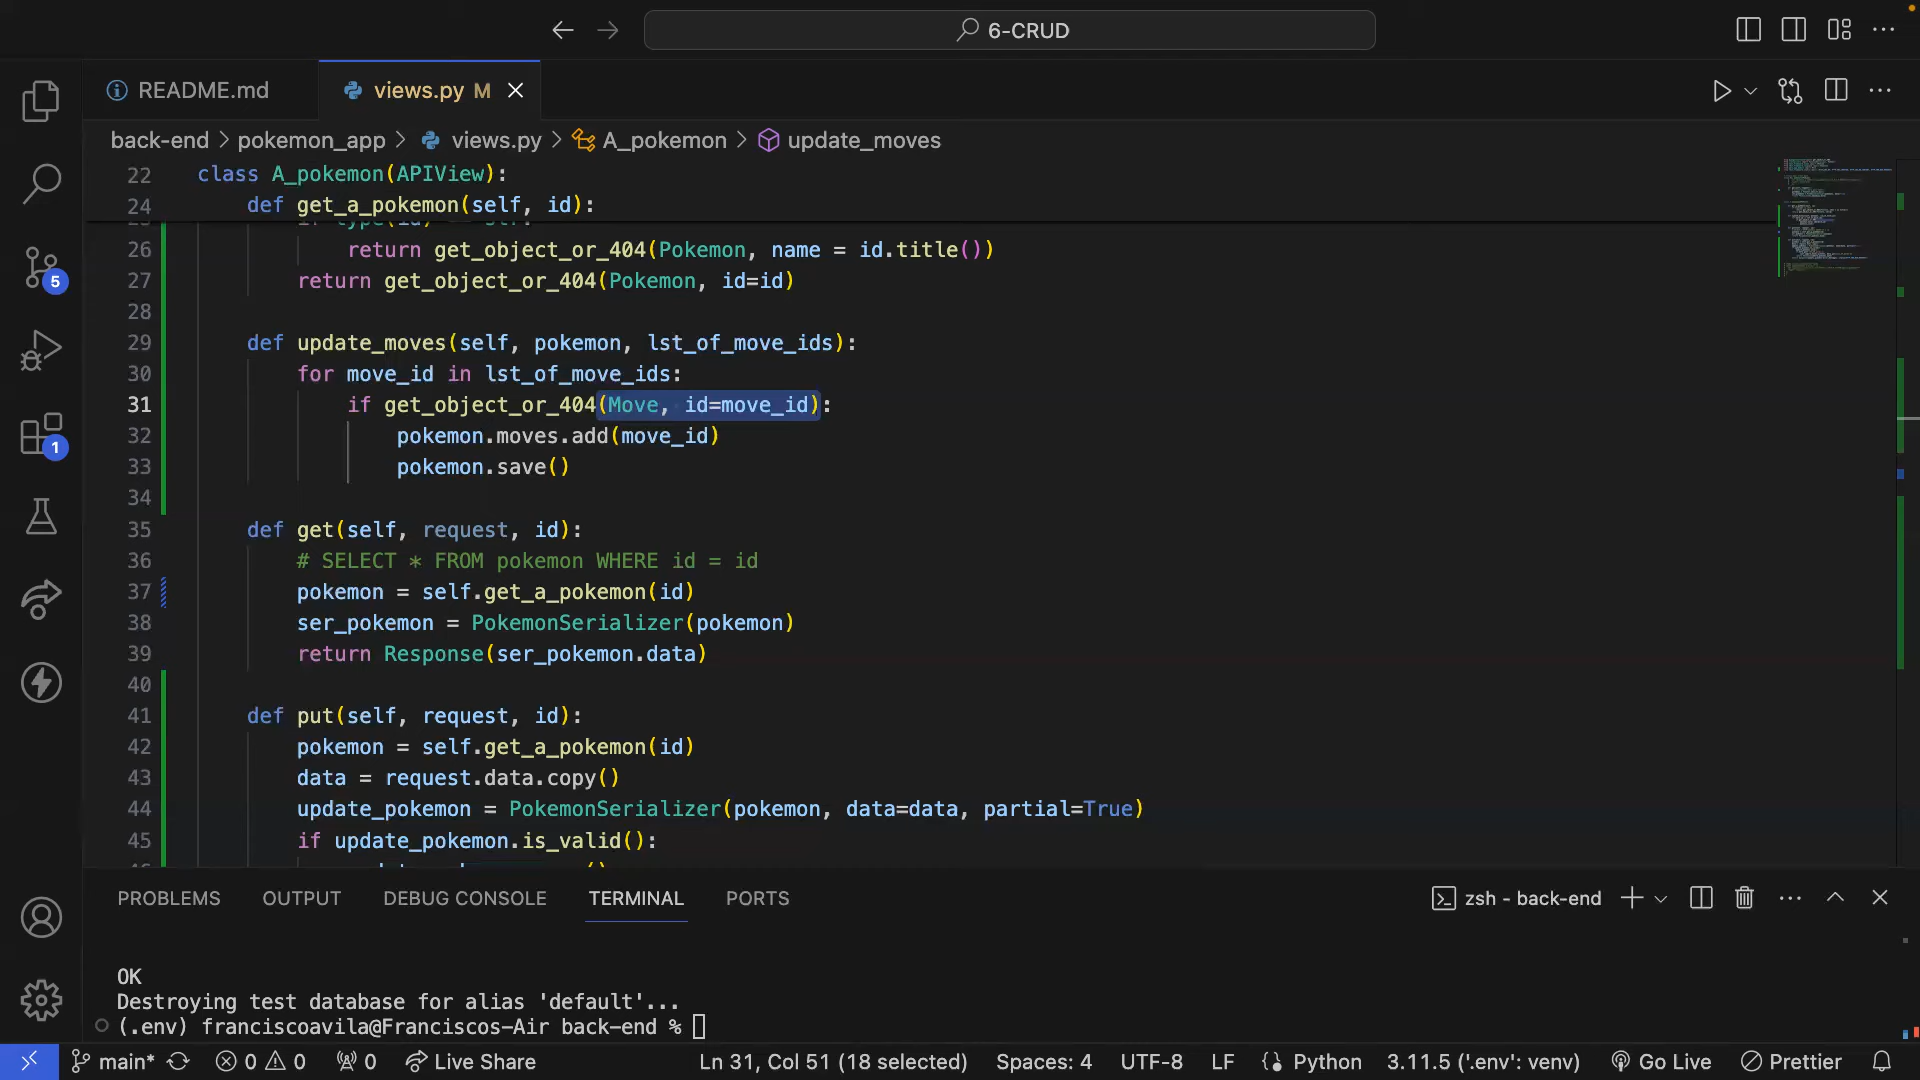 6-CRUD
README.md
views.py M
back-end > pokemon_app > views.py > A_pokemon > update_moves
22 class A_pokemon(APIView):
24 def get_a_pokemon(self, id):
26 return get_object_or_404(Pokemon, name = id.title())
27 return get_object_or_404(Pokemon, id=id)
28
29 def update_moves(self, pokemon, lst_of_move_ids):
30 for move_id in lst_of_move_ids:
31 if get_object_or_404(Move, id=move_id):
32 pokemon.moves.add(move_id)
33 pokemon.save()
34
35 def get(self, request, id):
36 # SELECT * FROM pokemon WHERE id = id
37 pokemon = self.get_a_pokemon(id)
38 ser_pokemon = PokemonSerializer(pokemon)
39 return Response(ser_pokemon.data)
40
41 def put(self, request, id):
42 pokemon = self.get_a_pokemon(id)
43 data = request.data.copy()
44 update_pokemon = PokemonSerializer(pokemon, data=data, partial=True)
45 if update_pokemon.is_valid():
5
1
PROBLEMS OUTPUT DEBUG CONSOLE TERMINAL PORTS zsh - back-end
OK
Destroying test database for alias 'default'...
(.env) franciscoavila@Franciscos-Air back-end %
main* 0 0 0 Live Share Ln 31, Col 51 (18 selected) Spaces: 4 UTF-8 LF Python 3.11.5 ('.env': venv) Go Live Prettier